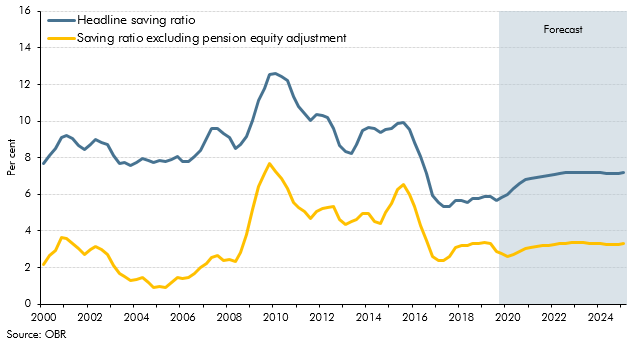 16
14
12
10
8
6
4
2
0
Per cent
Headline saving ratio
Saving ratio excluding pension equity adjustment
Forecast
2000 2002 2004 2006 2008 2010 2012 2014 2016 2018 2020 2022 2024
Source: OBR